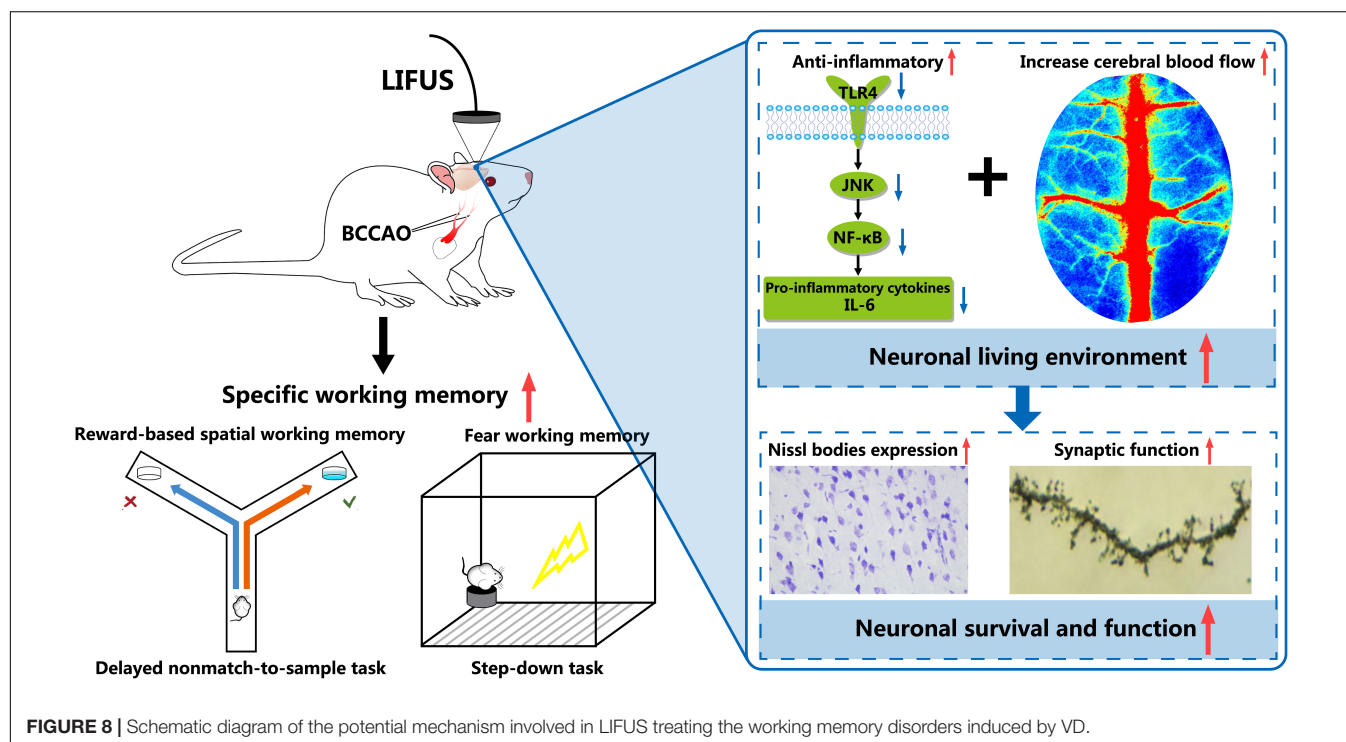 LIFUS
BCCAO
Specific working memory
Reward-based spatial working memory
Fear working memory
Delayed nonmatch-to-sample task
Step-down task
Anti-inflammatory
Increase cerebral blood flow
TLR4
JNK
NF-κB
Pro-inflammatory cytokines
IL-6
+
Neuronal living environment
Nissl bodies expression
Synaptic function
Neuronal survival and function
FIGURE 8 | Schematic diagram of the potential mechanism involved in LIFUS treating the working memory disorders induced by VD.